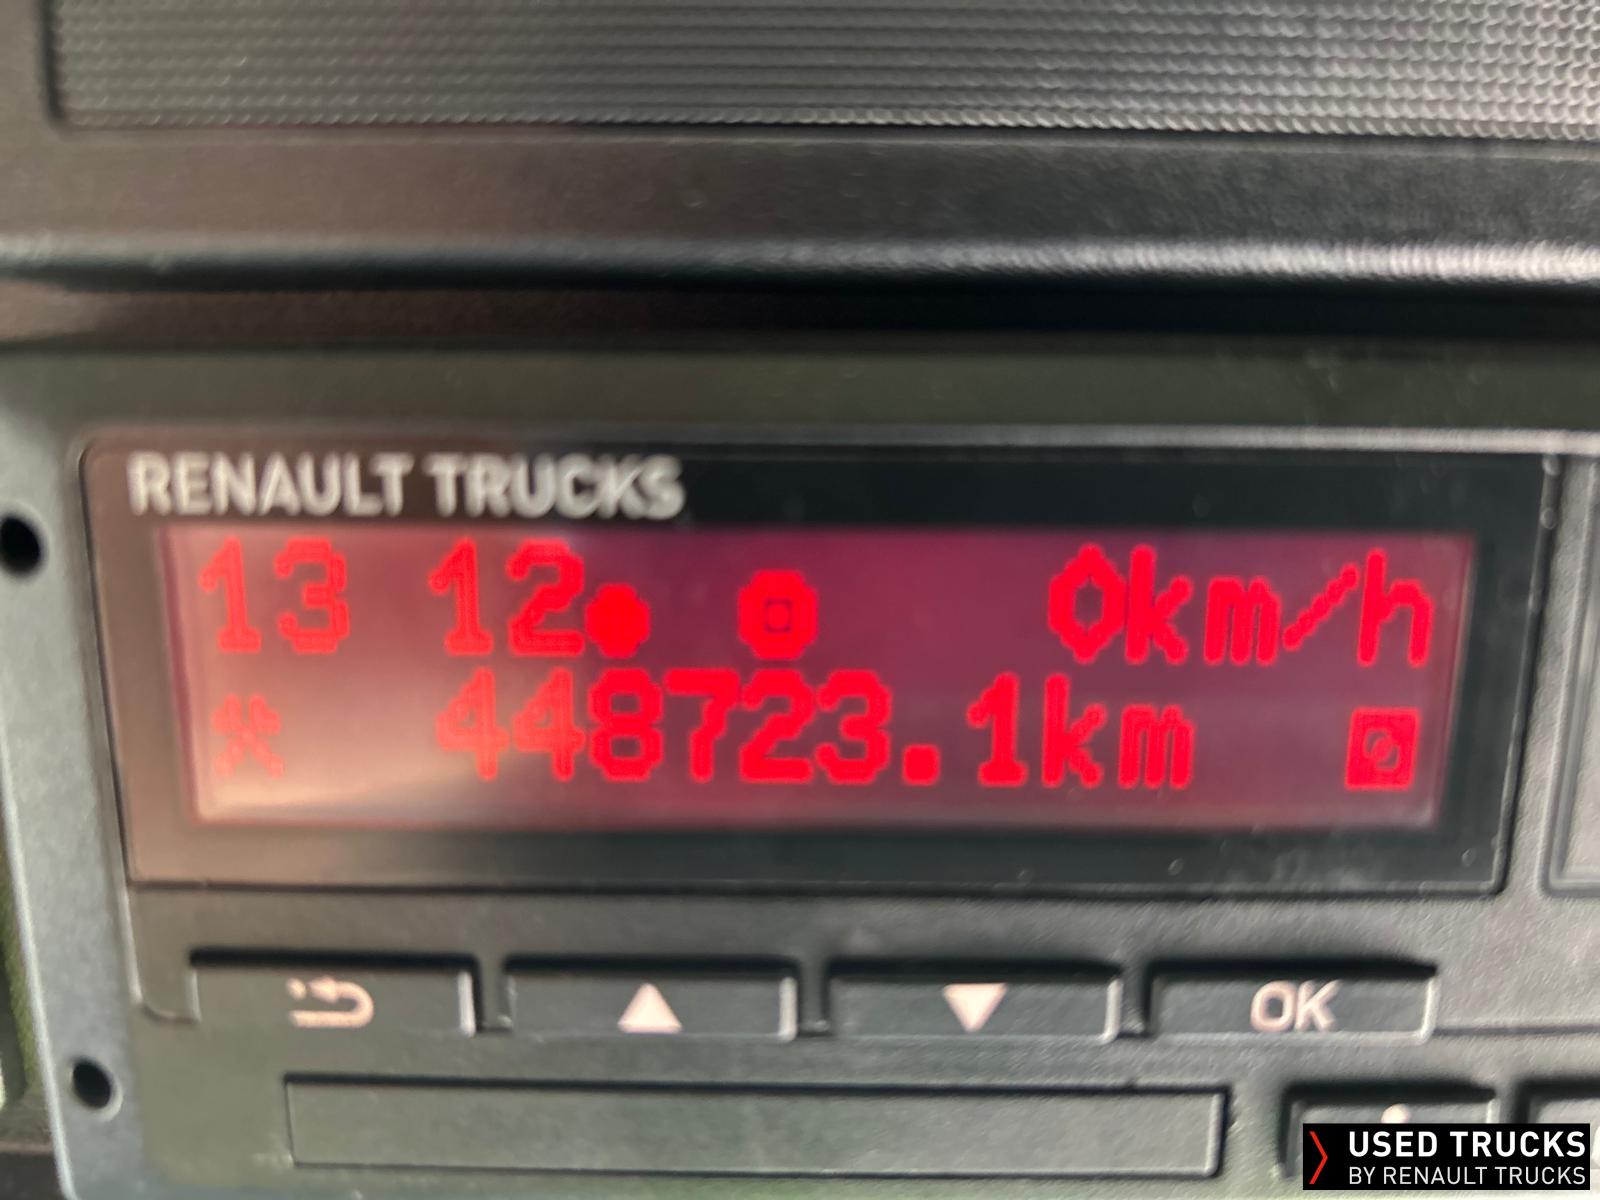 RENAULT TRUCKS
13 12 0km/h
448723.1km
OK
USED TRUCKS
BY RENAULT TRUCKS